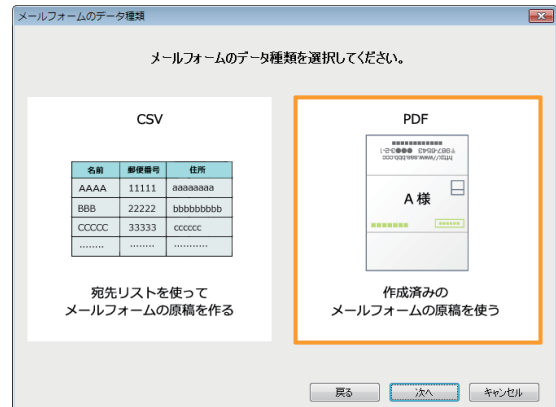 メールフォームのデータ種類
メールフォームのデータ種類を選択してください。
CSV
名前 郵便番号 住所
AAAA 11111 aaaaaaaa
BBB 22222 bbbbbbbbb
CCCCC 33333 cccccc
........ ........ ...........
宛先リストを使って
メールフォームの原稿を作る
PDF
A 様
作成済みの
メールフォームの原稿を使う
戻る 次へ キャンセル